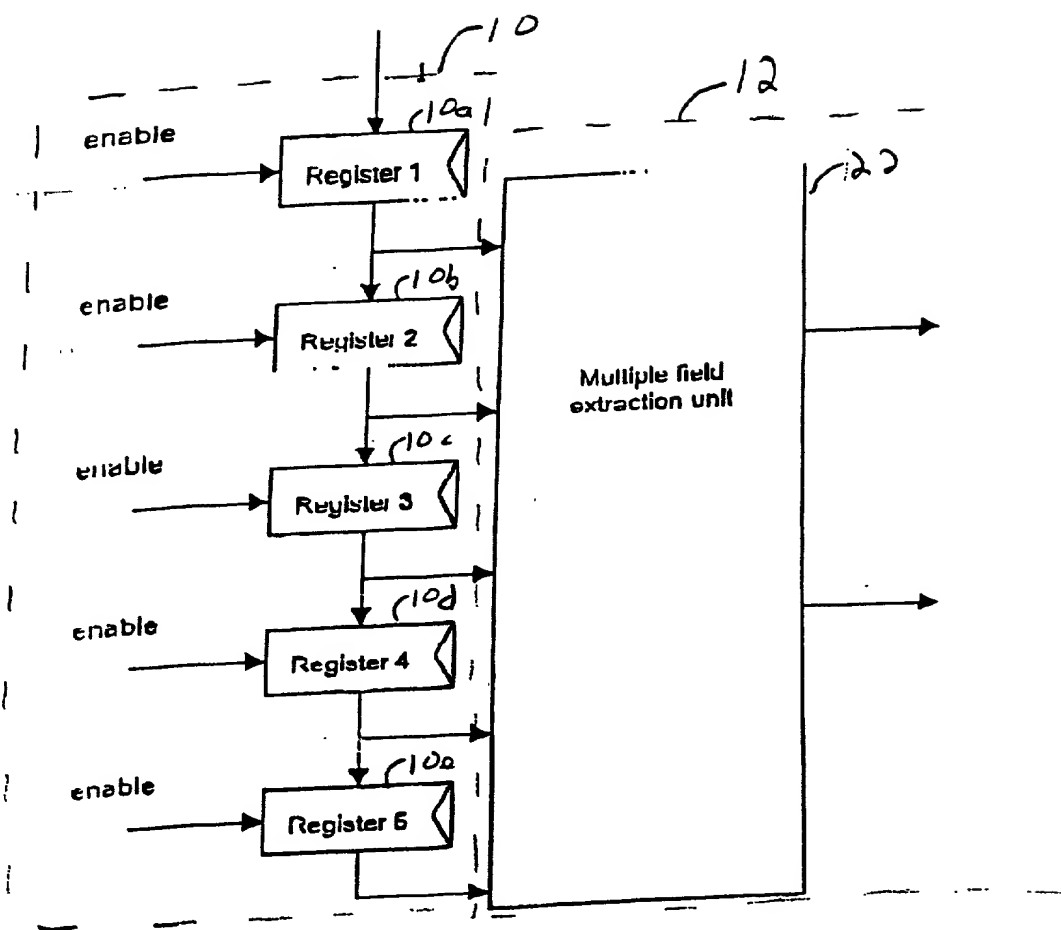 10
12
enable
10a
Register 1
22
enable
10b
Register 2
Multiple field
extraction unit
enable
10c
Register 3
enable
10d
Register 4
enable
10e
Register 5